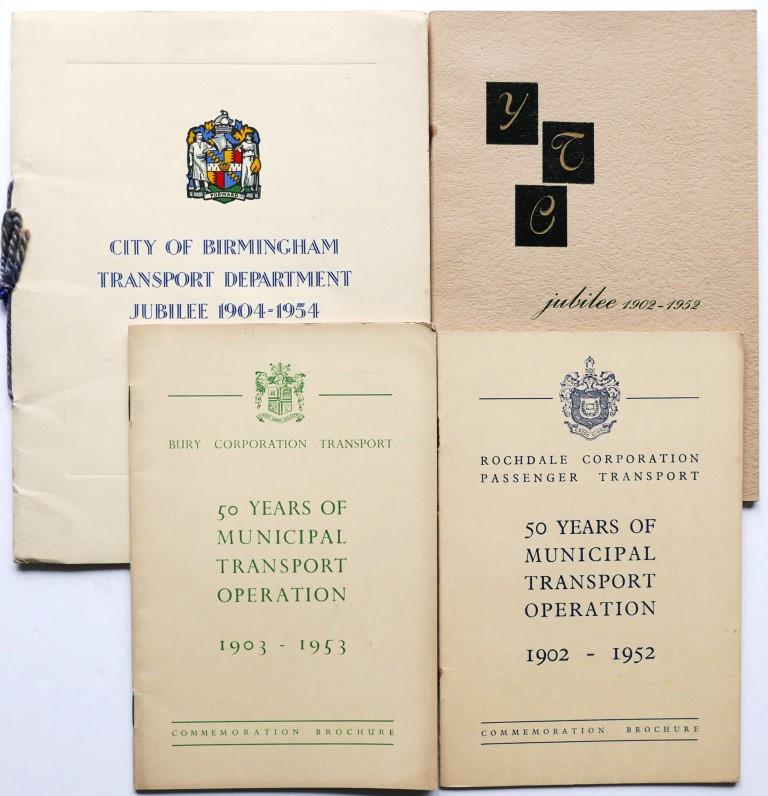 FORWARD
CITY OF BIRMINGHAM
TRANSPORT DEPARTMENT
JUBILEE 1904-1954
Y
T
C
jubilee 1902-1952
BURY CORPORATION TRANSPORT
50 YEARS OF
MUNICIPAL
TRANSPORT
OPERATION
1903 - 1953
COMMEMORATION BROCHURE
ROCHDALE CORPORATION
PASSENGER TRANSPORT
50 YEARS OF
MUNICIPAL
TRANSPORT
OPERATION
1902 - 1952
COMMEMORATION BROCHURE